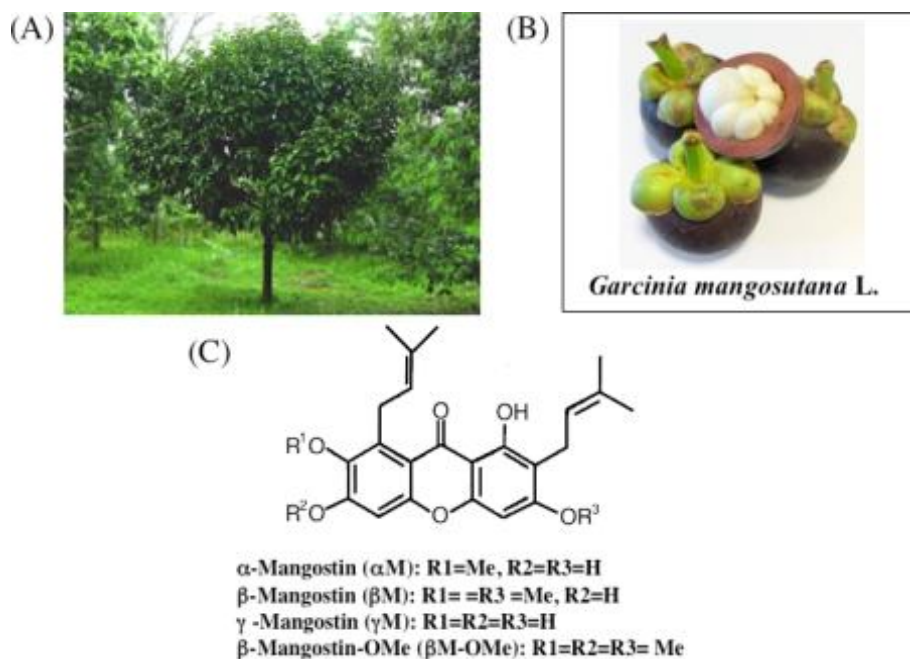 (A)
(B)
Garcinia mangosutana L.
(C)
O
OH
R¹O
R²O
O
OR³
α-Mangostin (αM): R1=Me, R2=R3=H
β-Mangostin (βM): R1= =R3 =Me, R2=H
γ -Mangostin (γM): R1=R2=R3=H
β-Mangostin-OMe (βM-OMe): R1=R2=R3= Me